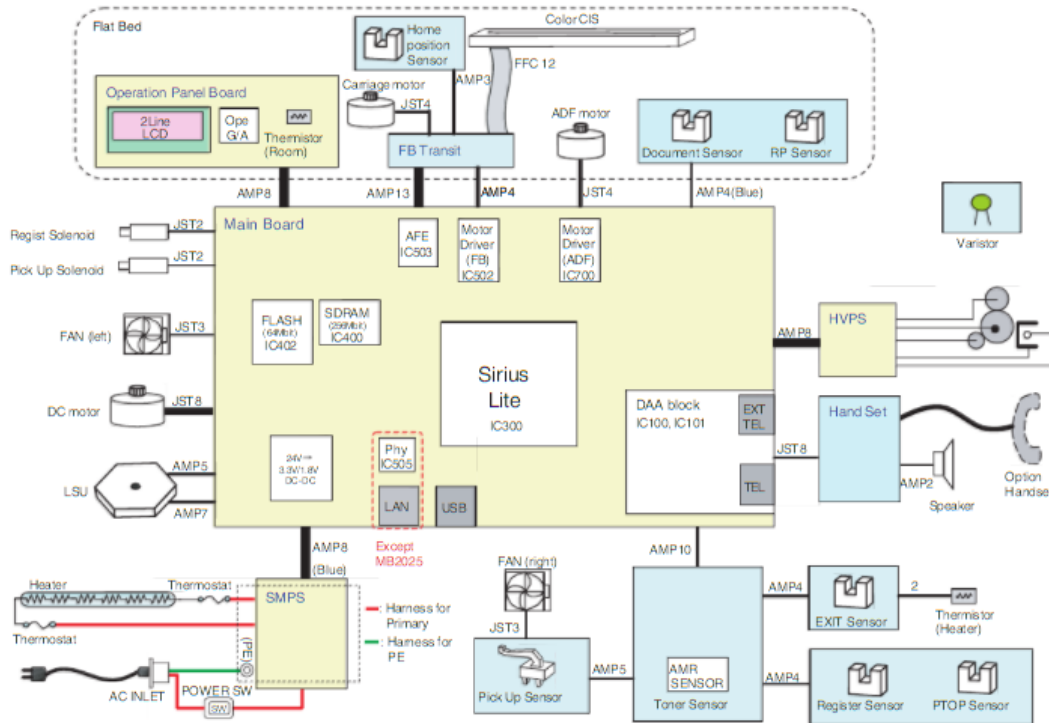 Flat Bed
Home
position
Sensor
Color CIS
AMP3
FFC 12
Carriage motor
JST4
Operation Panel Board
2Line
LCD
Ope
G/A
Thermistor
(Room)
FB Transit
ADF motor
Document Sensor
RP Sensor
AMP8
AMP13
AMP4
JST4
AMP4(Blue)
Main Board
Regist Solenoid
JST2
Pick Up Solenoid
JST2
AFE
IC503
Motor
Driver
(FB)
IC502
Motor
Driver
(ADF)
IC700
Varistor
FAN (left)
JST3
FLASH
(64Mbit)
IC402
SDRAM
(256Mbit)
IC400
Sirius
Lite
IC300
AMP8
HVPS
DC motor
JST8
DAA block
IC100, IC101
EXT
TEL
TEL
JST8
Hand Set
AMP2
Speaker
Option
Handse
LSU
AMP5
AMP7
24V⇒
3.3V/1.8V
DC-DC
Phy
IC505
LAN
USB
Except
MB2025
AMP8
(Blue)
AMP10
Heater
Thermostat
Thermostat
SMPS
(PE)
: Harness for
Primary
: Harness for
PE
AC INLET
POWER SW
SW
FAN (right)
JST3
Pick Up Sensor
AMP5
AMR
SENSOR
Toner Sensor
AMP4
EXIT Sensor
2
Thermistor
(Heater)
AMP4
Register Sensor
PTOP Sensor